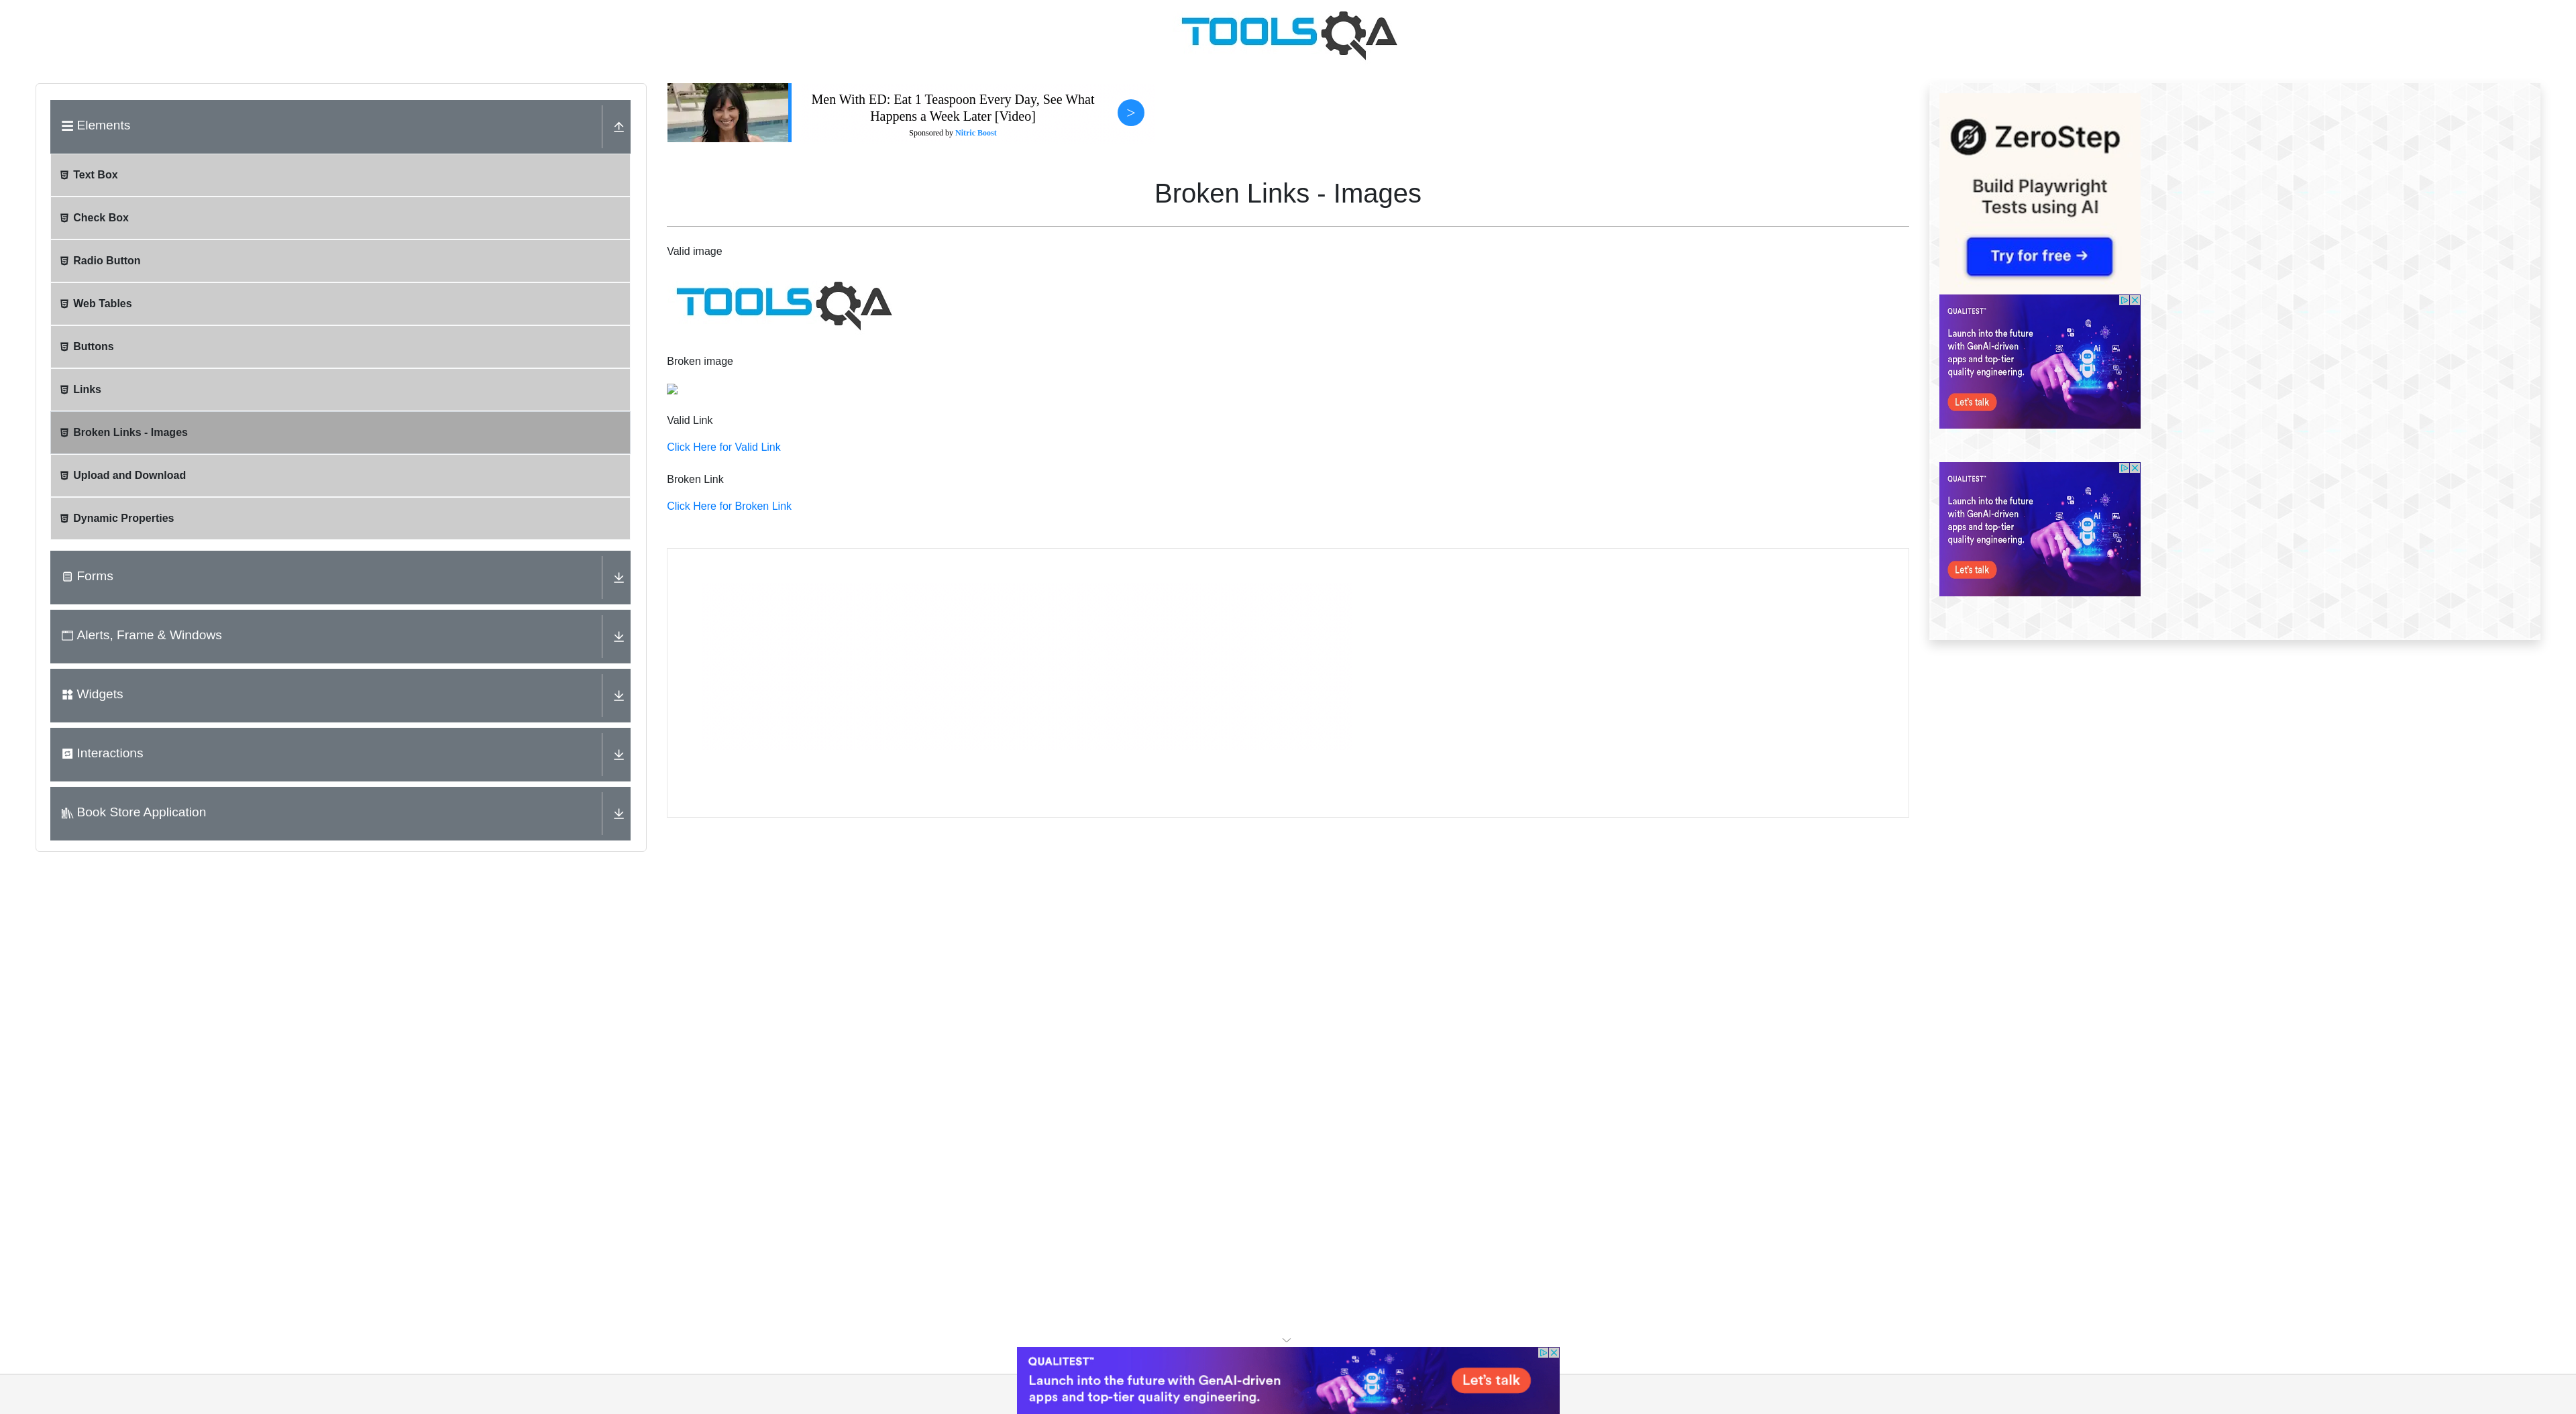 TOOLSQA
Elements
Text Box
Check Box
Radio Button
Web Tables
Buttons
Links
Broken Links - Images
Upload and Download
Dynamic Properties
Forms
Alerts, Frame & Windows
Widgets
Interactions
Book Store Application
Men With ED: Eat 1 Teaspoon Every Day, See What
Happens a Week Later [Video]
Sponsored by Nitric Boost
>
Broken Links - Images
Valid image
TOOLSQA
Broken image
Valid Link
Click Here for Valid Link
Broken Link
Click Here for Broken Link
ZeroStep
Build Playwright
Tests using AI
Try for free →
QUALITEST™
Launch into the future
with GenAI-driven
apps and top-tier
quality engineering.
Let's talk
Ai
QUALITEST™
Launch into the future
with GenAI-driven
apps and top-tier
quality engineering.
Let's talk
Ai
QUALITEST™
Launch into the future with GenAI-driven
apps and top-tier quality engineering.
Let's talk